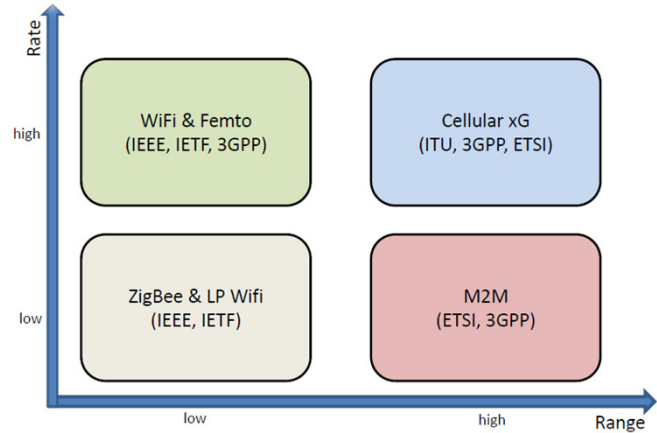 Rate
high
WiFi & Femto
(IEEE, IETF, 3GPP)
Cellular xG
(ITU, 3GPP, ETSI)
low
ZigBee & LP Wifi
(IEEE, IETF)
M2M
(ETSI, 3GPP)
low
high
Range